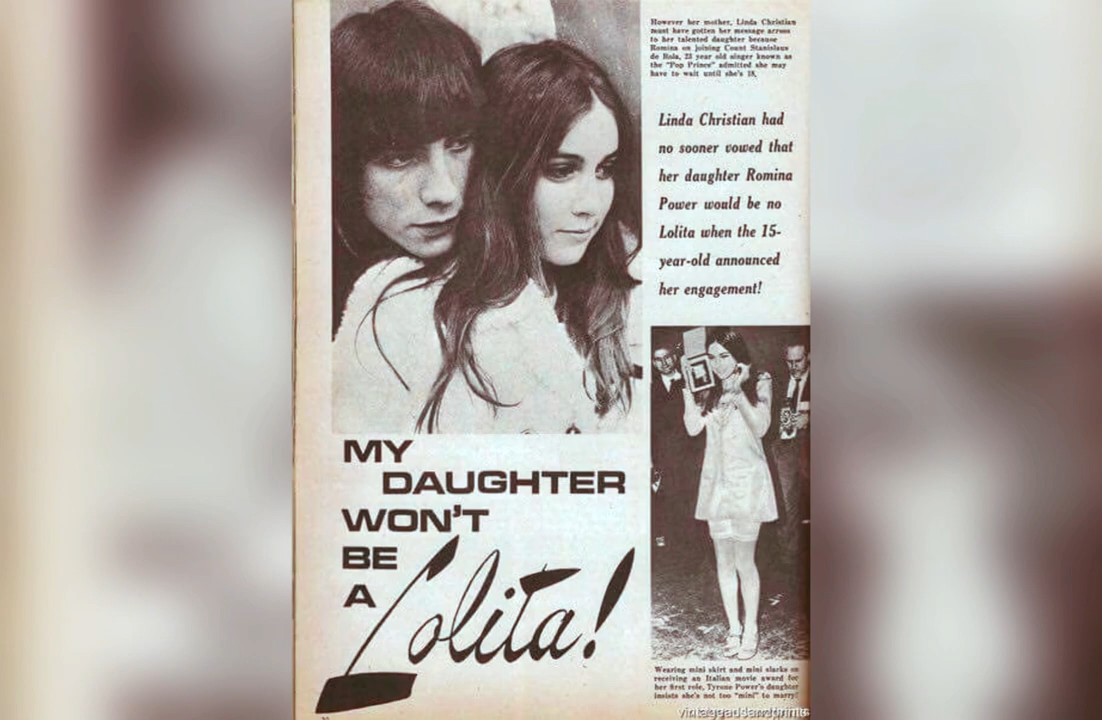 However her mother, Linda Christian
must have gotten her message across
to her talented daughter because
Romina on joining Count Stanislaus
de Rola, 23 year old singer known as
the "Pop Prince" admitted she may
have to wait until she's 18.
Linda Christian had
no sooner vowed that
her daughter Romina
Power would be no
Lolita when the 15-
year-old announced
her engagement!
MY
DAUGHTER
WON'T
BE
A Lolita!
Wearing mini skirt and mini slacks on
receiving an Italian movie award for
her first role, Tyrone Power's daughter
insists she's not too "mini" to marry!
vintageadsandprints